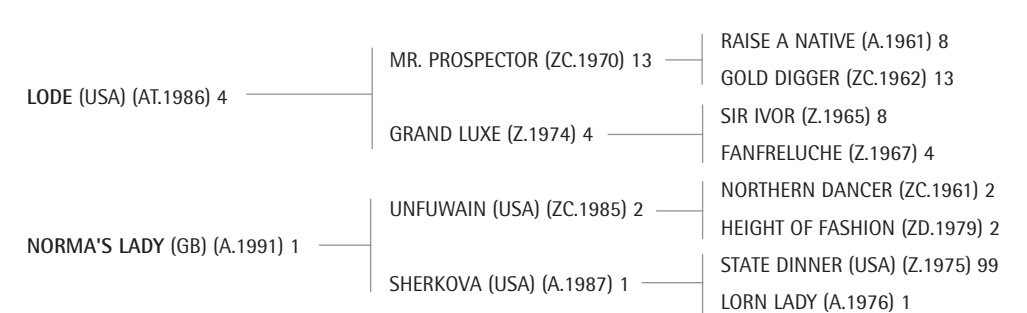 RAISE A NATIVE (A.1961) 8
MR. PROSPECTOR (ZC.1970) 13
GOLD DIGGER (ZC.1962) 13
LODE (USA) (AT.1986) 4
SIR IVOR (Z.1965) 8
GRAND LUXE (Z.1974) 4
FANFRELUCHE (Z.1967) 4
NORTHERN DANCER (ZC.1961) 2
UNFUWAIN (USA) (ZC.1985) 2
HEIGHT OF FASHION (ZD.1979) 2
NORMA'S LADY (GB) (A.1991) 1
STATE DINNER (USA) (Z.1975) 99
SHERKOVA (USA) (A.1987) 1
LORN LADY (A.1976) 1